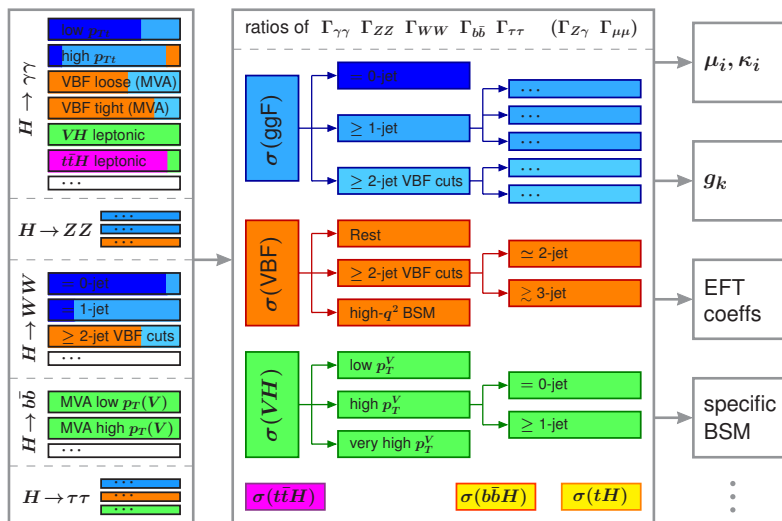 H → γγ
low p_Tt
high p_Tt
VBF loose (MVA)
VBF tight (MVA)
VH leptonic
tt̄H leptonic
...
H → ZZ
...
...
...
H → WW
= 0-jet
= 1-jet
≥ 2-jet VBF cuts
...
H → bb̄
MVA low p_T(V)
MVA high p_T(V)
...
H → ττ
...
...
...
ratios of Γ_γγ Γ_ZZ Γ_WW Γ_bb̄ Γ_ττ (Γ_Zγ Γ_μμ)
σ(ggF)
= 0-jet
≥ 1-jet
≥ 2-jet VBF cuts
...
...
...
...
...
σ(VBF)
Rest
≥ 2-jet VBF cuts
high-q² BSM
≃ 2-jet
≳ 3-jet
σ(VH)
low p_T^V
high p_T^V
very high p_T^V
= 0-jet
≥ 1-jet
σ(tt̄H)
σ(bb̄H)
σ(tH)
μ_i, κ_i
g_k
EFT
coeffs
specific
BSM
⋮